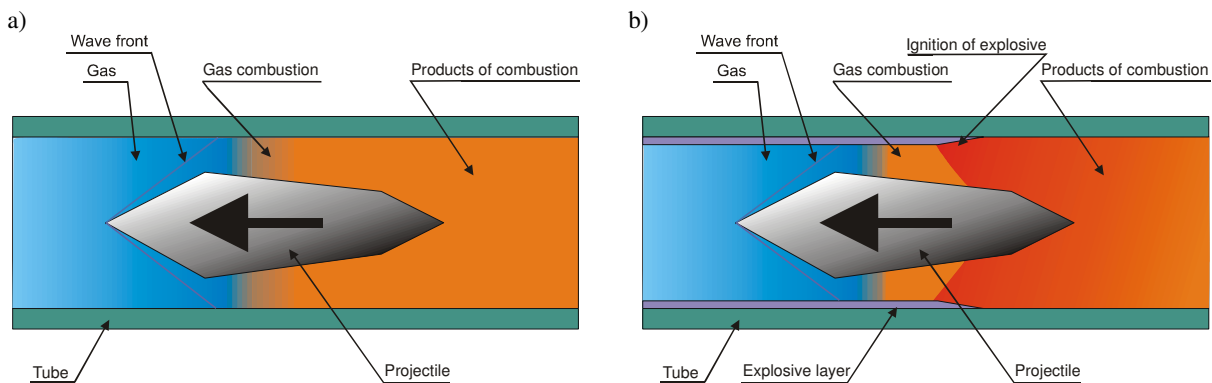 a)
Wave front
Gas
Gas combustion
Products of combustion
Tube
Projectile
b)
Ignition of explosive
Wave front
Gas combustion
Products of combustion
Gas
Tube
Explosive layer
Projectile